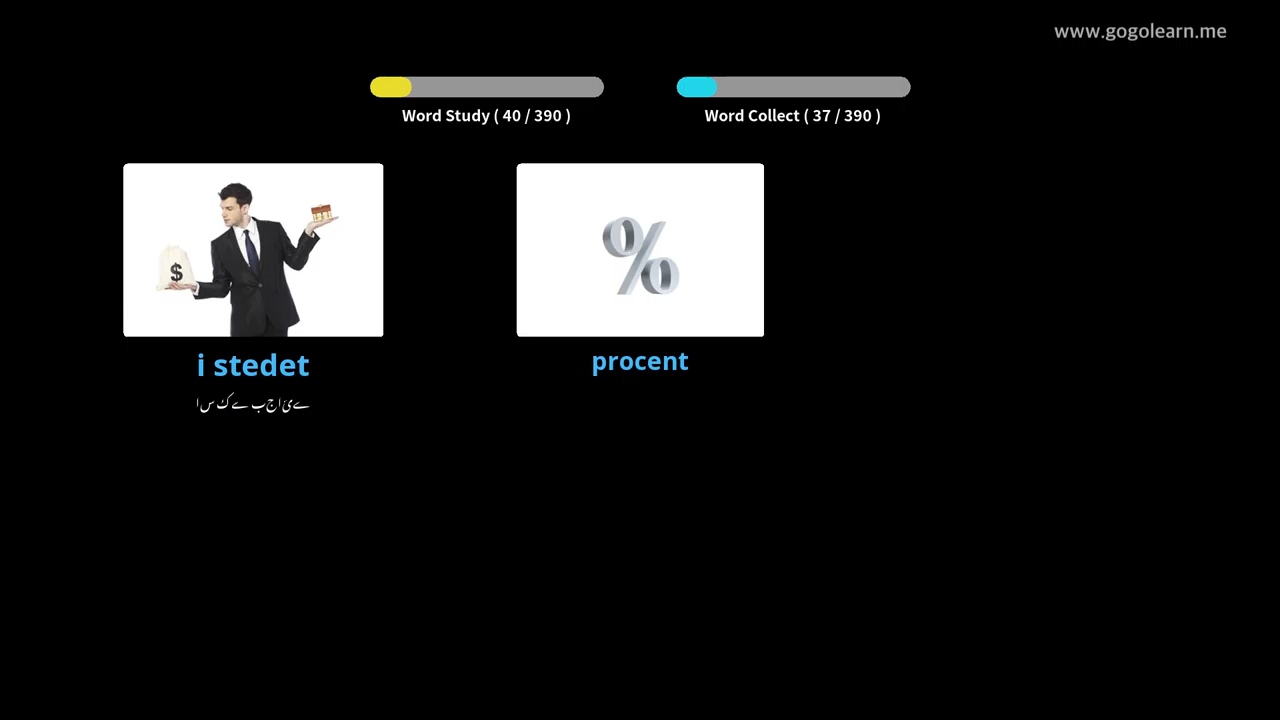 www.gogolearn.me
Word Study ( 40 / 390 )
Word Collect ( 37 / 390 )
i stedet
اس کے بجائے
%
procent
$